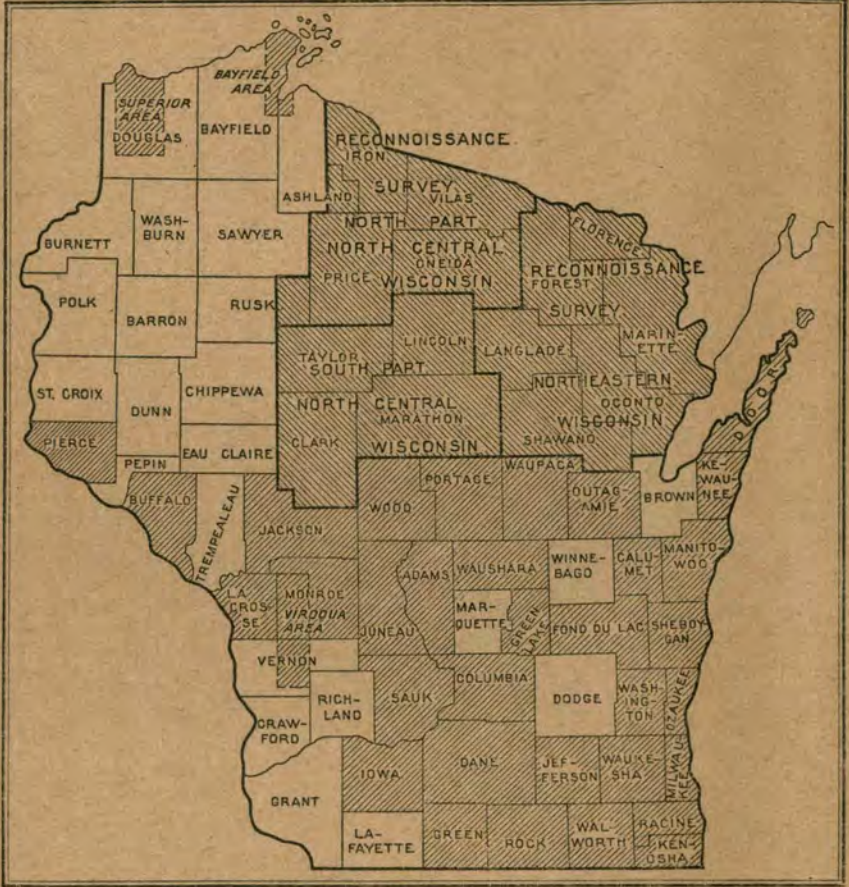 BAYFIELD
AREA
SUPERIOR
AREA
DOUGLAS
BAYFIELD
ASHLAND
RECONNOISSANCE
IRON
SURVEY
VILAS
NORTH PART
NORTH CENTRAL
ONEIDA
PRICE
WISCONSIN
FLORENCE
RECONNOISSANCE
FOREST
SURVEY
MARIN-
ETTE
BURNETT
WASH-
BURN
SAWYER
POLK
BARRON
RUSK
LINCOLN
TAYLOR
SOUTH PART
LANGLADE
NORTHEASTERN
OCONTO
WISCONSIN
SHAWANO
ST. CROIX
DUNN
CHIPPEWA
NORTH CENTRAL
MARATHON
CLARK
WISCONSIN
DOOR
PIERCE
PEPIN
EAU CLAIRE
BUFFALO
TREMPEALEAU
JACKSON
WOOD
PORTAGE
WAUPACA
OUTAG-
AMIE
BROWN
KE-
WAU-
NEE
LA
CROS-
SE
MONROE
VIROQUA
AREA
JUNEAU
ADAMS
WAUSHARA
WINNE-
BAGO
CALU-
MET
MANITO-
WOO
MAR-
QUETTE
GREEN
LAKE
FOND DU LAC
SHEBOY-
GAN
VERNON
RICH-
LAND
SAUK
COLUMBIA
DODGE
WASH-
ING-
TON
OZAUKEE
CRAW-
FORD
IOWA
DANE
JEF-
FERSON
WAUKE-
SHA
MILWAU-
KEE
GRANT
LA-
FAYETTE
GREEN
ROCK
WAL-
WORTH
RACINE
KEN-
OSHA